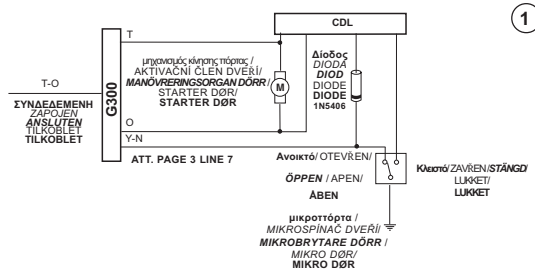 1
CDL
T
μηχανισμός κίνησης πόρτας /
AKTIVAČNÍ ČLEN DVEŘÍ/
MANÖVRERINGSORGAN DÖRR /
STARTER DØR/
STARTER DØR
M
Δίοδος
DIODA
DIOD
DIODE
DIODE
1N5406
G300
T-O
ΣΥΝΔΕΔΕΜΕΝΗ
ZAPOJEN
ANSLUTEN
TILKOBLET
TILKOBLET
O
Y-N
ATT. PAGE 3 LINE 7
Ανοικτό/ OTEVŘEN/
ÖPPEN / APEN/
ÅBEN
Κλειστό/ ZAVŘEN /STÄNGD/
LUKKET/
LUKKET
μικροττόρτα /
MIKROSPÍNAČ DVEŘÍ/
MIKROBRYTARE DÖRR /
MIKRO DØR/
MIKRO DØR